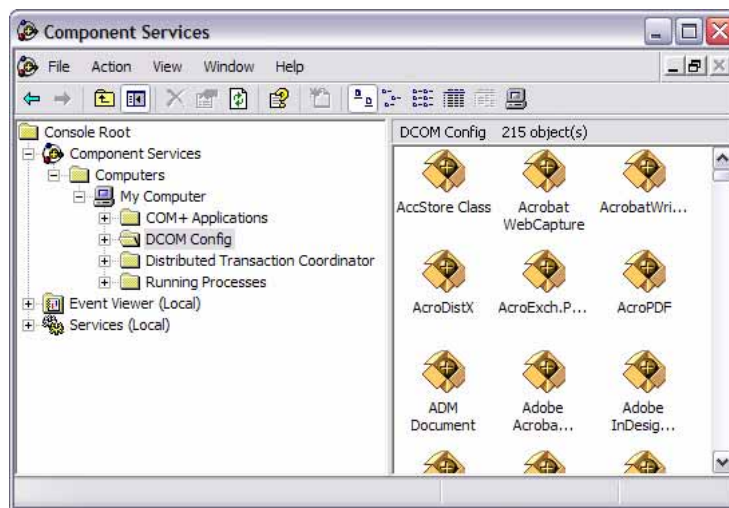 Component Services
File Action View Window Help
Console Root
Component Services
Computers
My Computer
COM+ Applications
DCOM Config
Distributed Transaction Coordinator
Running Processes
Event Viewer (Local)
Services (Local)
DCOM Config 215 object(s)
AccStore Class
Acrobat
WebCapture
AcrobatWri...
AcroDistX
AcroExch.P...
AcroPDF
ADM
Document
Adobe
Acroba...
Adobe
InDesig...